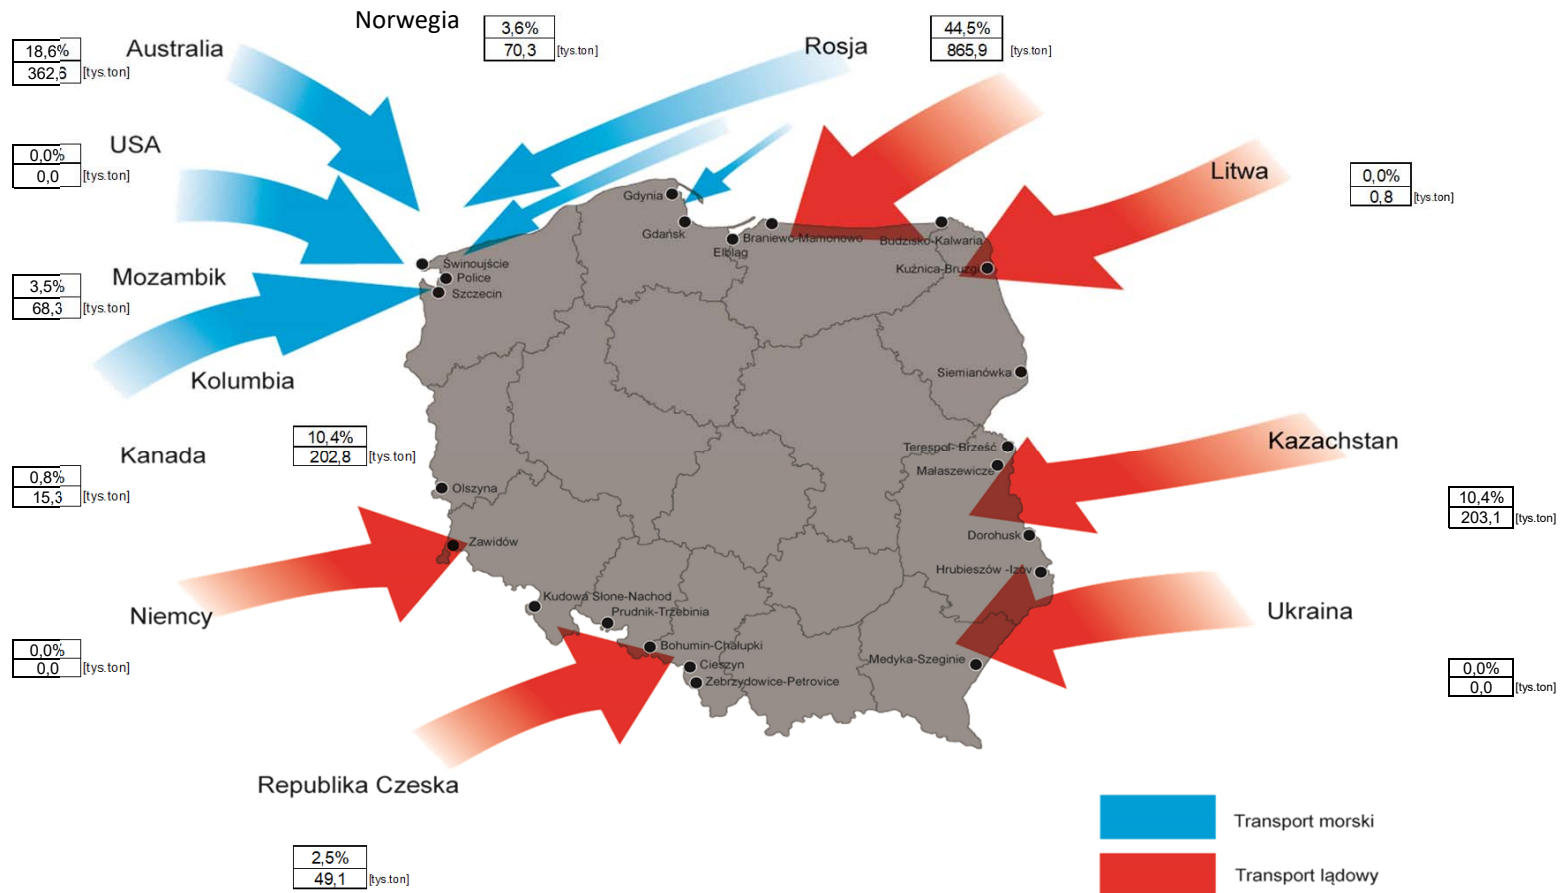 Norwegia
3,6%
70,3 [tys.ton]
Rosja
44,5%
865,9 [tys.ton]
Australia
18,6%
362,6 [tys.ton]
USA
0,0%
0,0 [tys.ton]
Litwa
0,0%
0,8 [tys.ton]
Mozambik
3,5%
68,3 [tys.ton]
Kolumbia
10,4%
202,8 [tys.ton]
Kanada
0,8%
15,3 [tys.ton]
Kazachstan
10,4%
203,1 [tys.ton]
Niemcy
0,0%
0,0 [tys.ton]
Ukraina
0,0%
0,0 [tys.ton]
Republika Czeska
2,5%
49,1 [tys.ton]
Gdynia
Gdańsk
Elbląg
Braniewo-Mamonowo
Budzisko-Kalwaria
Kuźnica-Bruzgi
Świnoujście
Police
Szczecin
Siemianówka
Terespol- Brześć
Małaszewicze
Olszyna
Zawidów
Dorohusk
Hrubieszów -Izów
Kudowa Słone-Nachod
Prudnik-Trzebinia
Bohumin-Chałupki
Cieszyn
Zebrzydowice-Petrovice
Medyka-Szeginie
Transport morski
Transport lądowy